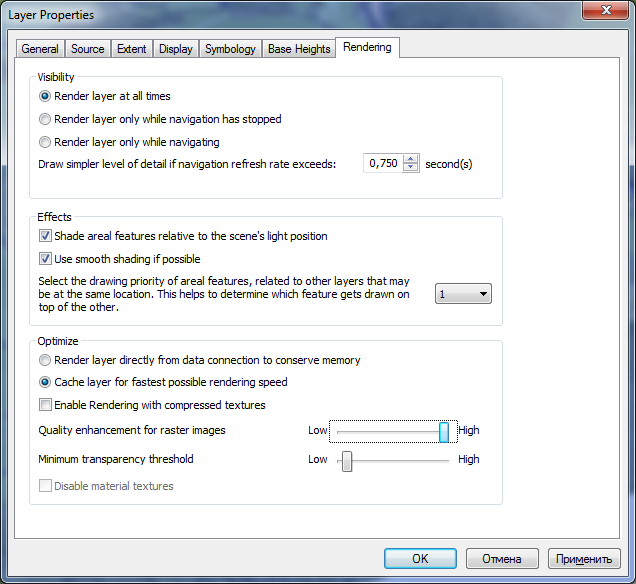 Layer Properties
General Source Extent Display Symbology Base Heights Rendering
Visibility
Render layer at all times
Render layer only while navigation has stopped
Render layer only while navigating
Draw simpler level of detail if navigation refresh rate exceeds: 0,750 second(s)
Effects
Shade areal features relative to the scene's light position
Use smooth shading if possible
Select the drawing priority of areal features, related to other layers that may
be at the same location. This helps to determine which feature gets drawn on
top of the other.
1
Optimize
Render layer directly from data connection to conserve memory
Cache layer for fastest possible rendering speed
Enable Rendering with compressed textures
Quality enhancement for raster images Low High
Minimum transparency threshold Low High
Disable material textures
OK Отмена Применить